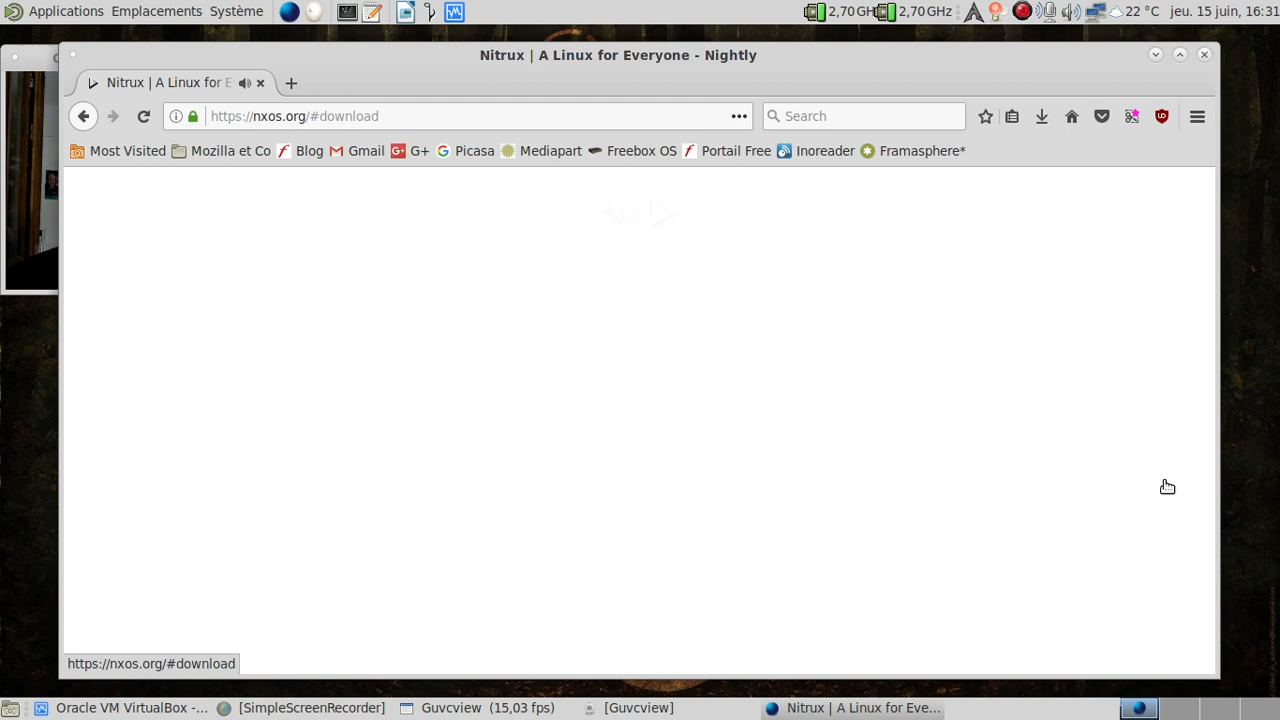 Applications Emplacements Système 2,70 GH 2,70 GHz 22 °C jeu. 15 juin, 16:31
Nitrux | A Linux for Everyone - Nightly
Nitrux | A Linux for E
https://nxos.org/#download Search
Most Visited Mozilla et Co Blog Gmail G+ Picasa Mediapart Freebox OS Portail Free Inoreader Framasphere*
https://nxos.org/#download
Oracle VM VirtualBox -... [SimpleScreenRecorder] Guvcview (15,03 fps) [Guvcview] Nitrux | A Linux for Eve...